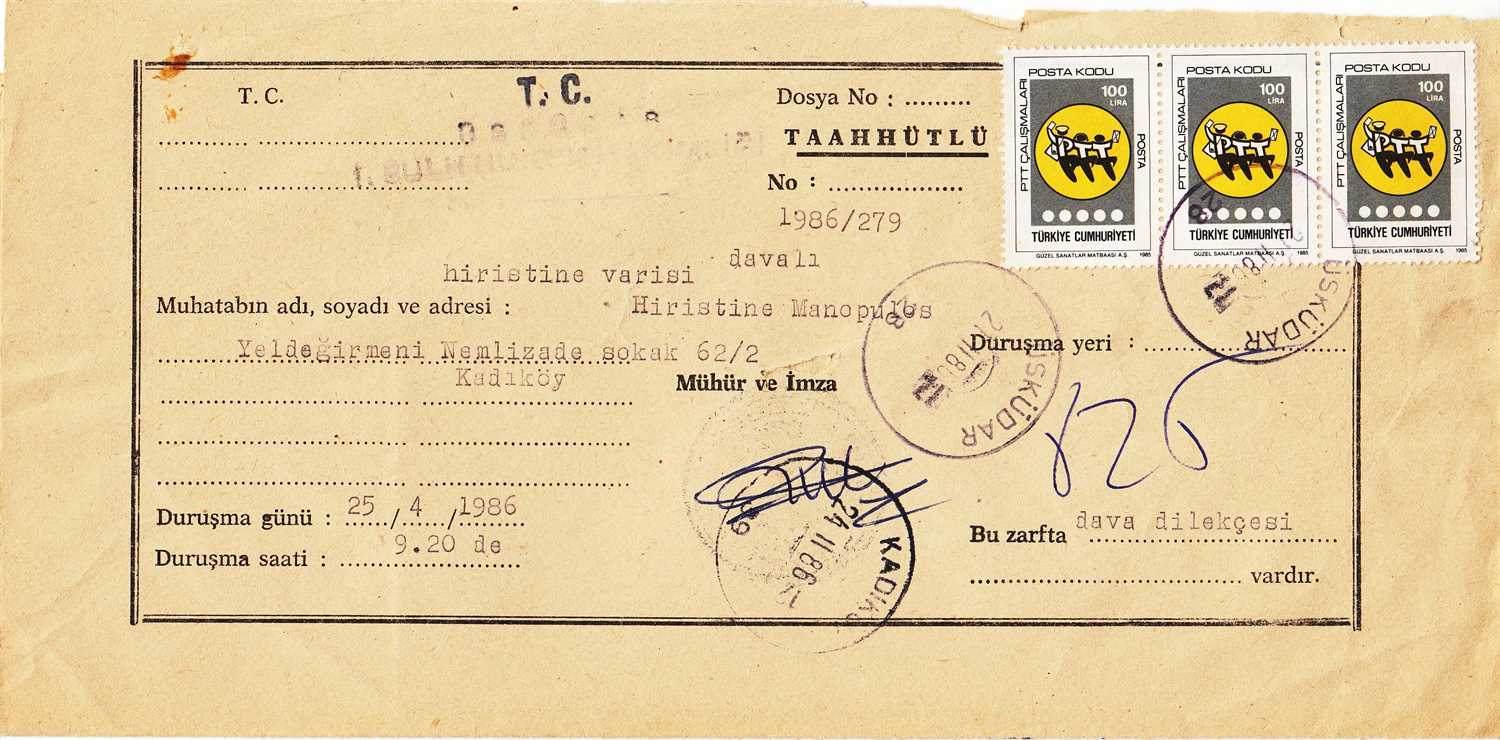 T. C.
T. C.
Dosya No : .........
TAAHHÜTLÜ
No : ..................
1986/279
davalı
hiristine varisi
Muhatabın adı, soyadı ve adresi : Hiristine Manopulos
Yeldeğirmeni Nemlizade sokak 62/2
Kadıköy
Mühür ve İmza
Duruşma yeri : ..............................
Duruşma günü : 25 / 4 / 1986
Duruşma saati : 9.20 de
Bu zarfta dava dilekçesi
vardır.
POSTA KODU
100
LİRA
PTT ÇALIŞMALARI
POSTA
PTT
TÜRKİYE CUMHURİYETİ
GÜZEL SANATLAR MATBAASI A.Ş. 1985
POSTA KODU
100
LİRA
PTT ÇALIŞMALARI
POSTA
PTT
TÜRKİYE CUMHURİYETİ
GÜZEL SANATLAR MATBAASI A.Ş. 1985
POSTA KODU
100
LİRA
PTT ÇALIŞMALARI
POSTA
PTT
TÜRKİYE CUMHURİYETİ
GÜZEL SANATLAR MATBAASI A.Ş. 1985
ÜSKÜDAR
28
ÜSKÜDAR
28
24 II 86